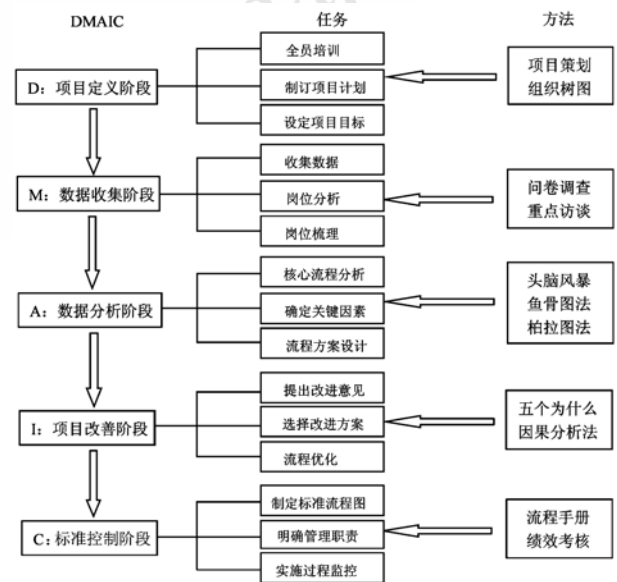 DMAIC
任务
方法
全员培训
D：项目定义阶段
制订项目计划
设定项目目标
项目策划
组织树图
收集数据
M：数据收集阶段
岗位分析
岗位梳理
问卷调查
重点访谈
核心流程分析
A：数据分析阶段
确定关键因素
流程方案设计
头脑风暴
鱼骨图法
柏拉图法
提出改进意见
I：项目改善阶段
选择改进方案
流程优化
五个为什么
因果分析法
制定标准流程图
C：标准控制阶段
明确管理职责
实施过程监控
流程手册
绩效考核